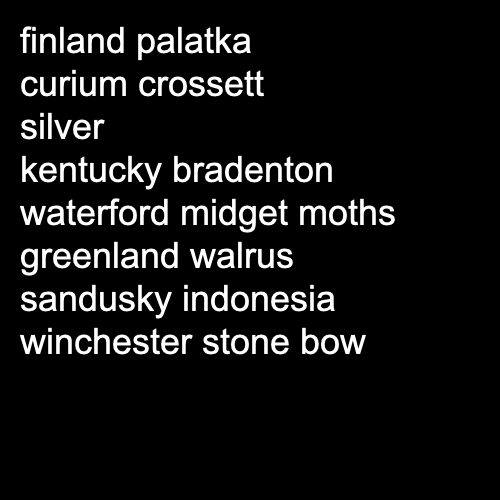 finland palatka
curium crossett
silver
kentucky bradenton
waterford midget moths
greenland walrus
sandusky indonesia
winchester stone bow